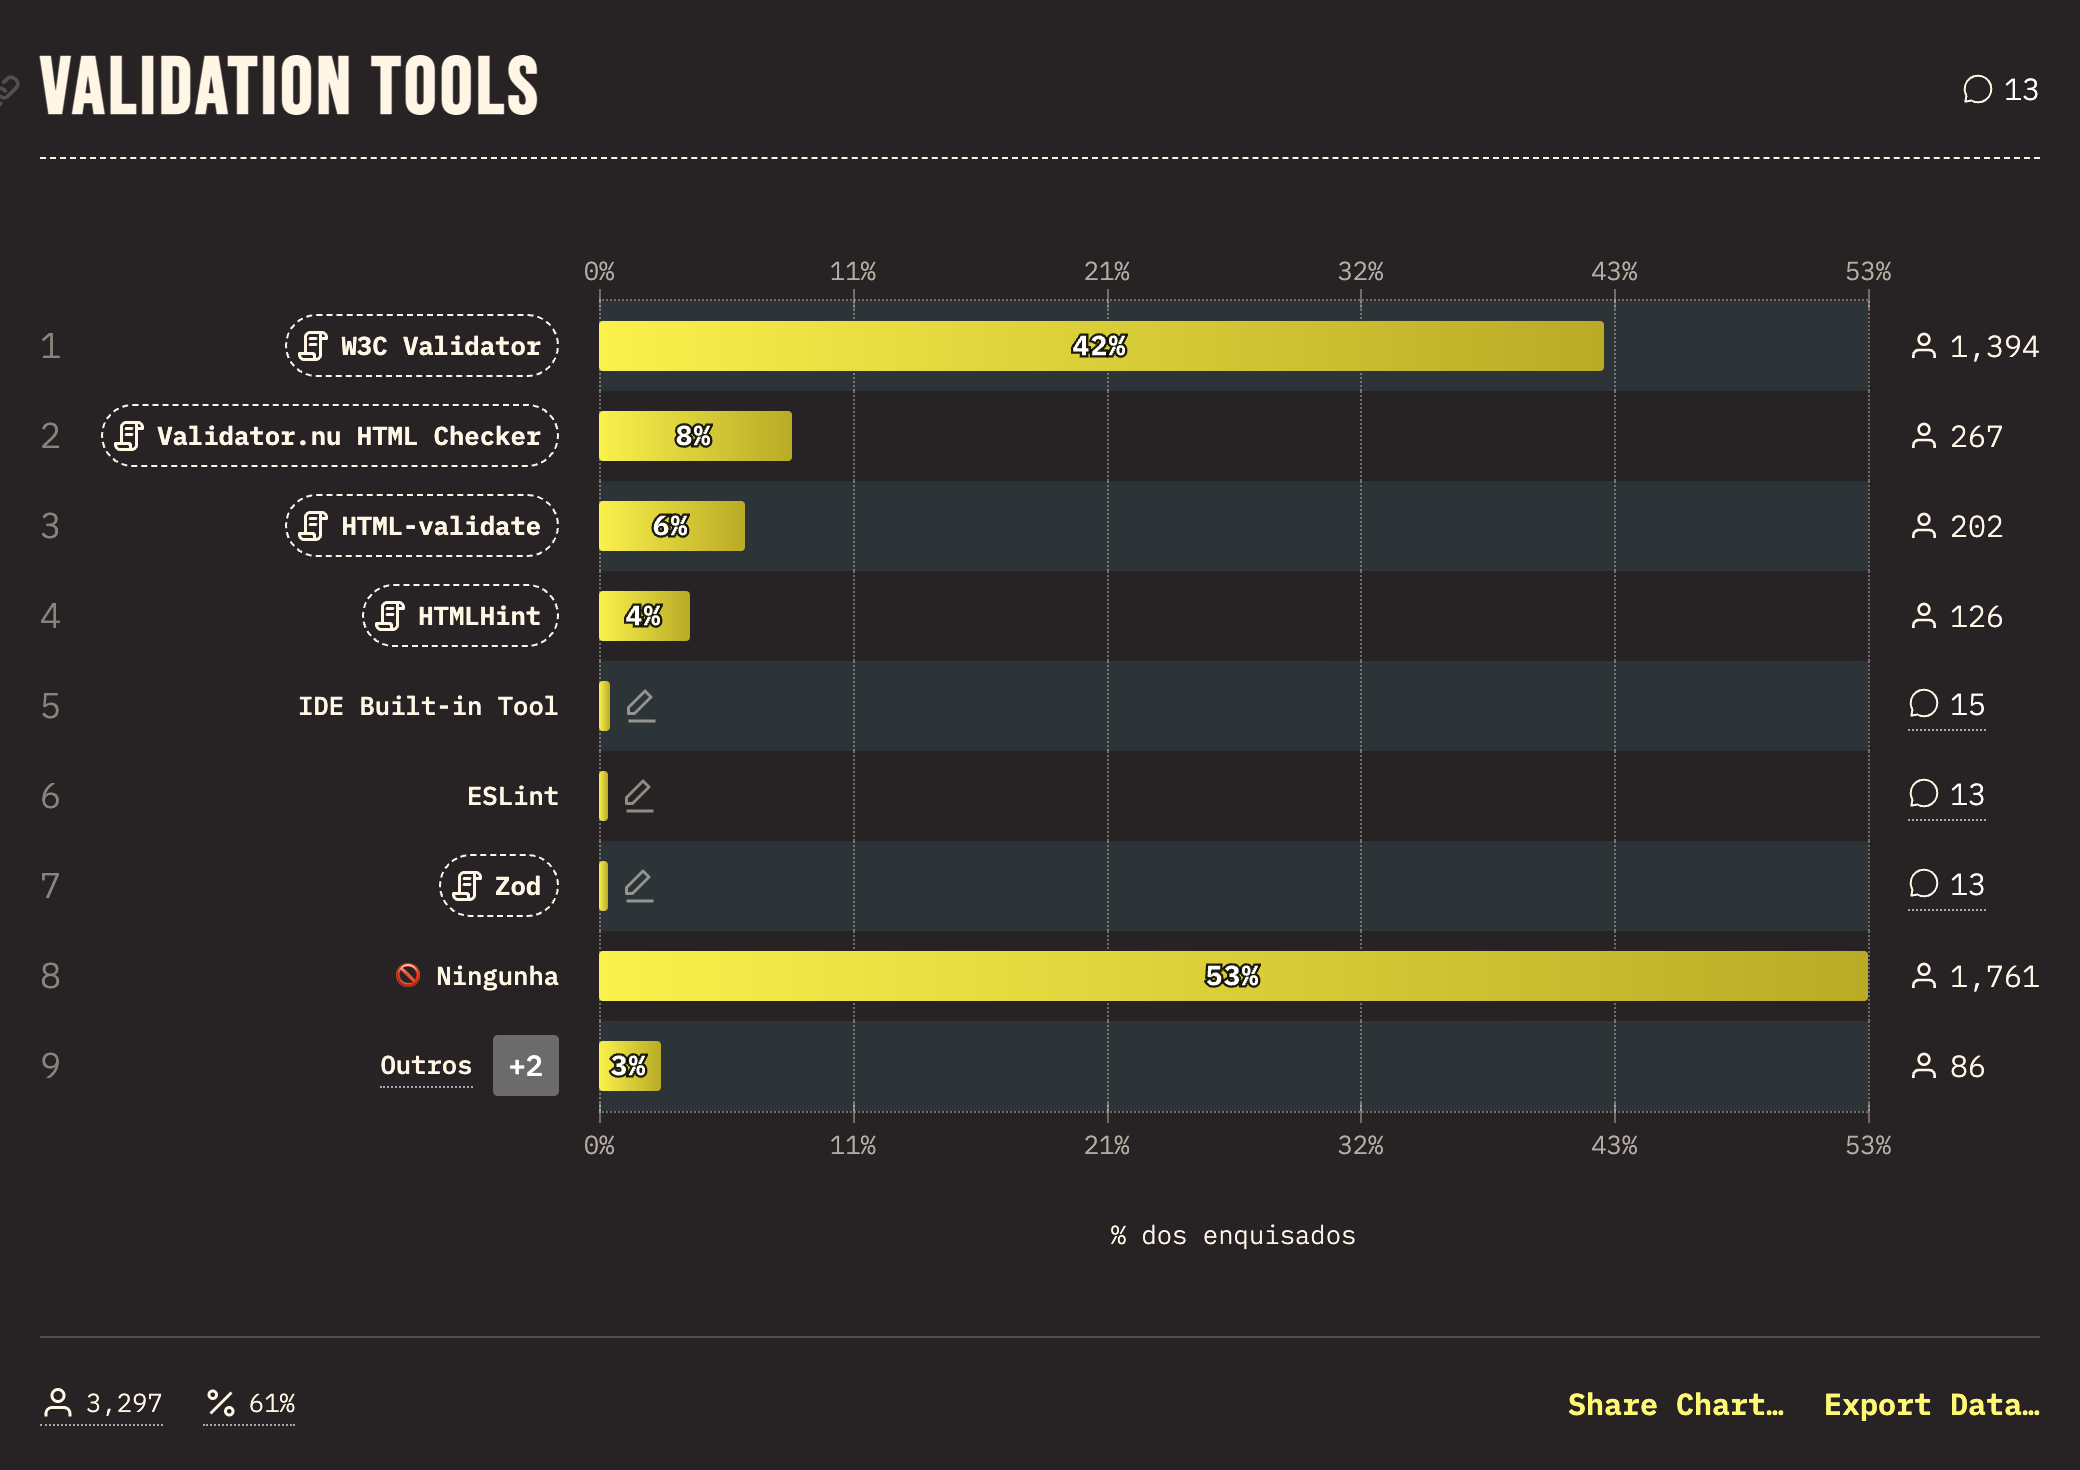 VALIDATION TOOLS
13
0% 11% 21% 32% 43% 53%
1 W3C Validator 42% 1,394
2 Validator.nu HTML Checker 8% 267
3 HTML-validate 6% 202
4 HTMLHint 4% 126
5 IDE Built-in Tool 15
6 ESLint 13
7 Zod 13
8 Ningunha 53% 1,761
9 Outros +2 3% 86
0% 11% 21% 32% 43% 53%
% dos enquisados
3,297 61% Share Chart… Export Data…